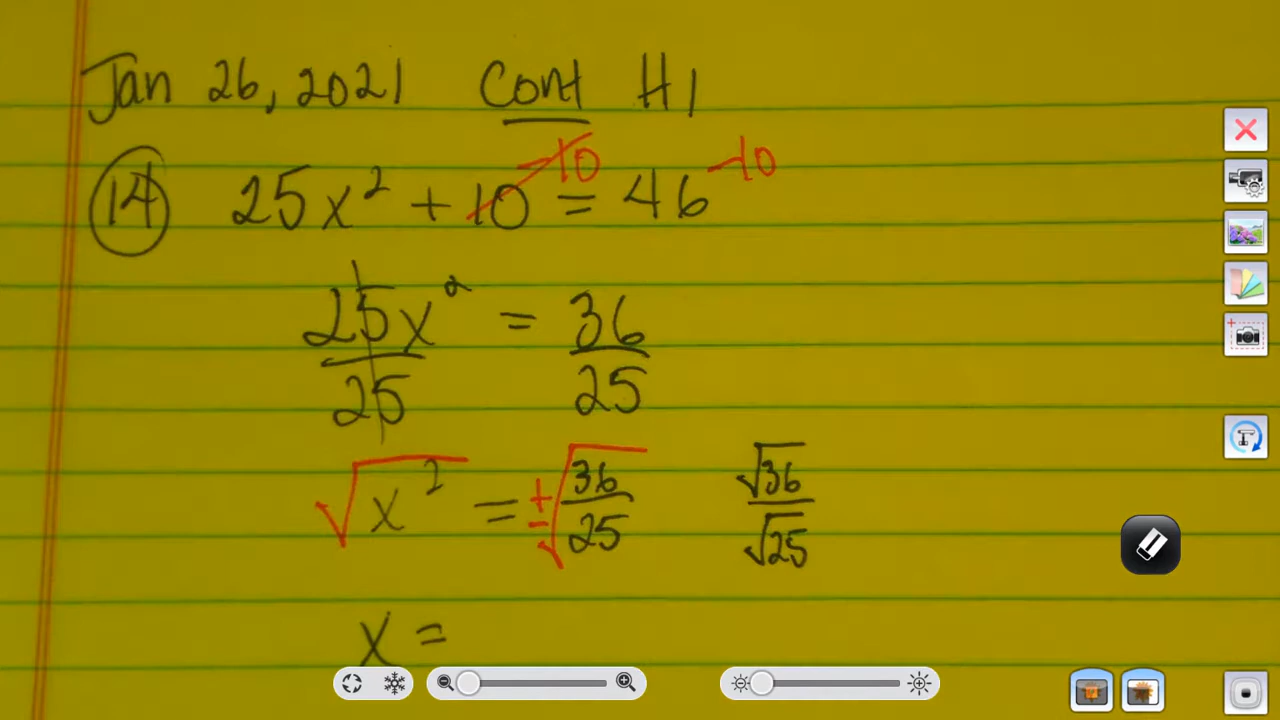 Jan 26, 2021 Cont H1
14 25x² + 10 - 10 = 46 - 10
25x² / 25 = 36 / 25
√x² = ±√36/25 √36/√25
x =